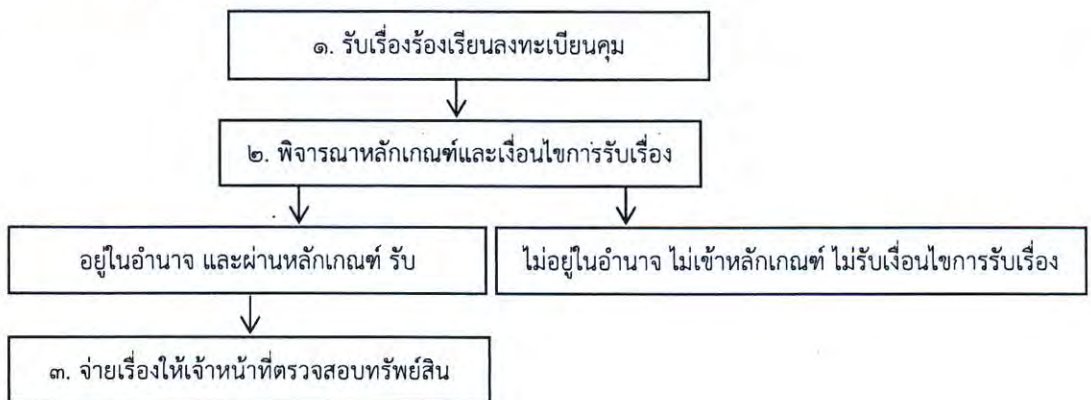 ๑. รับเรื่องร้องเรียนลงทะเบียนคุม
๒. พิจารณาหลักเกณฑ์และเงื่อนไขการรับเรื่อง
อยู่ในอำนาจ และผ่านหลักเกณฑ์ รับ
ไม่อยู่ในอำนาจ ไม่เข้าหลักเกณฑ์ ไม่รับเงื่อนไขการรับเรื่อง
๓. จ่ายเรื่องให้เจ้าหน้าที่ตรวจสอบทรัพย์สิน